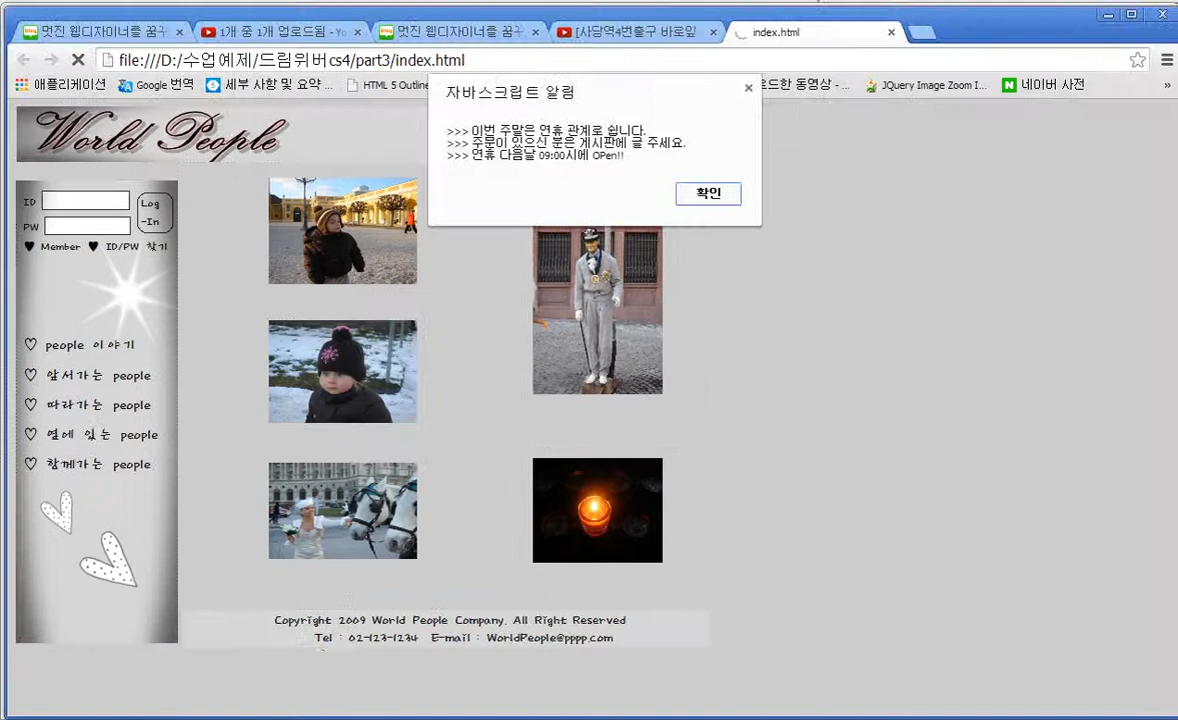 멋진 웹디자이너를 꿈꾸
1개 중 1개 업로드됨 - Yo
멋진 웹디자이너를 꿈꾸
[사당역4번출구 바로앞
index.html
file:///D:/수업예제/드림위버cs4/part3/index.html
애플리케이션
Google 번역
세부 사항 및 요약 ...
HTML 5 Outline
로드한 동영상 - ...
JQuery Image Zoom I...
네이버 사전
»
자바스크립트 알림
>>> 이번 주말은 연휴 관계로 쉽니다.
>>> 주문이 있으신 분은 게시판에 글 주세요.
>>> 연휴 다음날 09:00시에 OPen!!
확인
World People
ID
Log
-In
PW
♥ Member ♥ ID/PW 찾기
♡ people 이야기
♡ 앞서가는 people
♡ 따라가는 people
♡ 옆에 있는 people
♡ 함께가는 people
Copyright 2009 World People Company. All Right Reserved
Tel : 02-123-1234 E-mail : WorldPeople@pppp.com